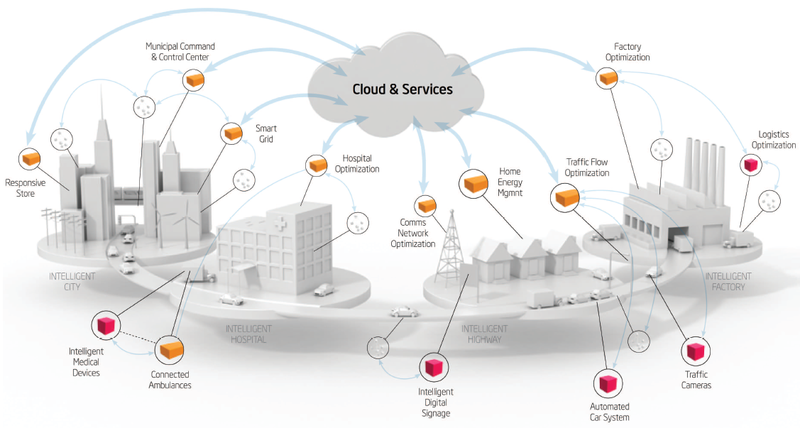 Municipal Command
& Control Center
Factory
Optimization
Cloud & Services
Smart
Grid
Logistics
Optimization
Hospital
Optimization
Home
Energy
Mgmnt
Traffic Flow
Optimization
Responsive
Store
Comms
Network
Optimization
INTELLIGENT
CITY
INTELLIGENT
FACTORY
INTELLIGENT
HOSPITAL
INTELLIGENT
HIGHWAY
Intelligent
Medical
Devices
Connected
Ambulances
Intelligent
Digital
Signage
Traffic
Cameras
Automated
Car System